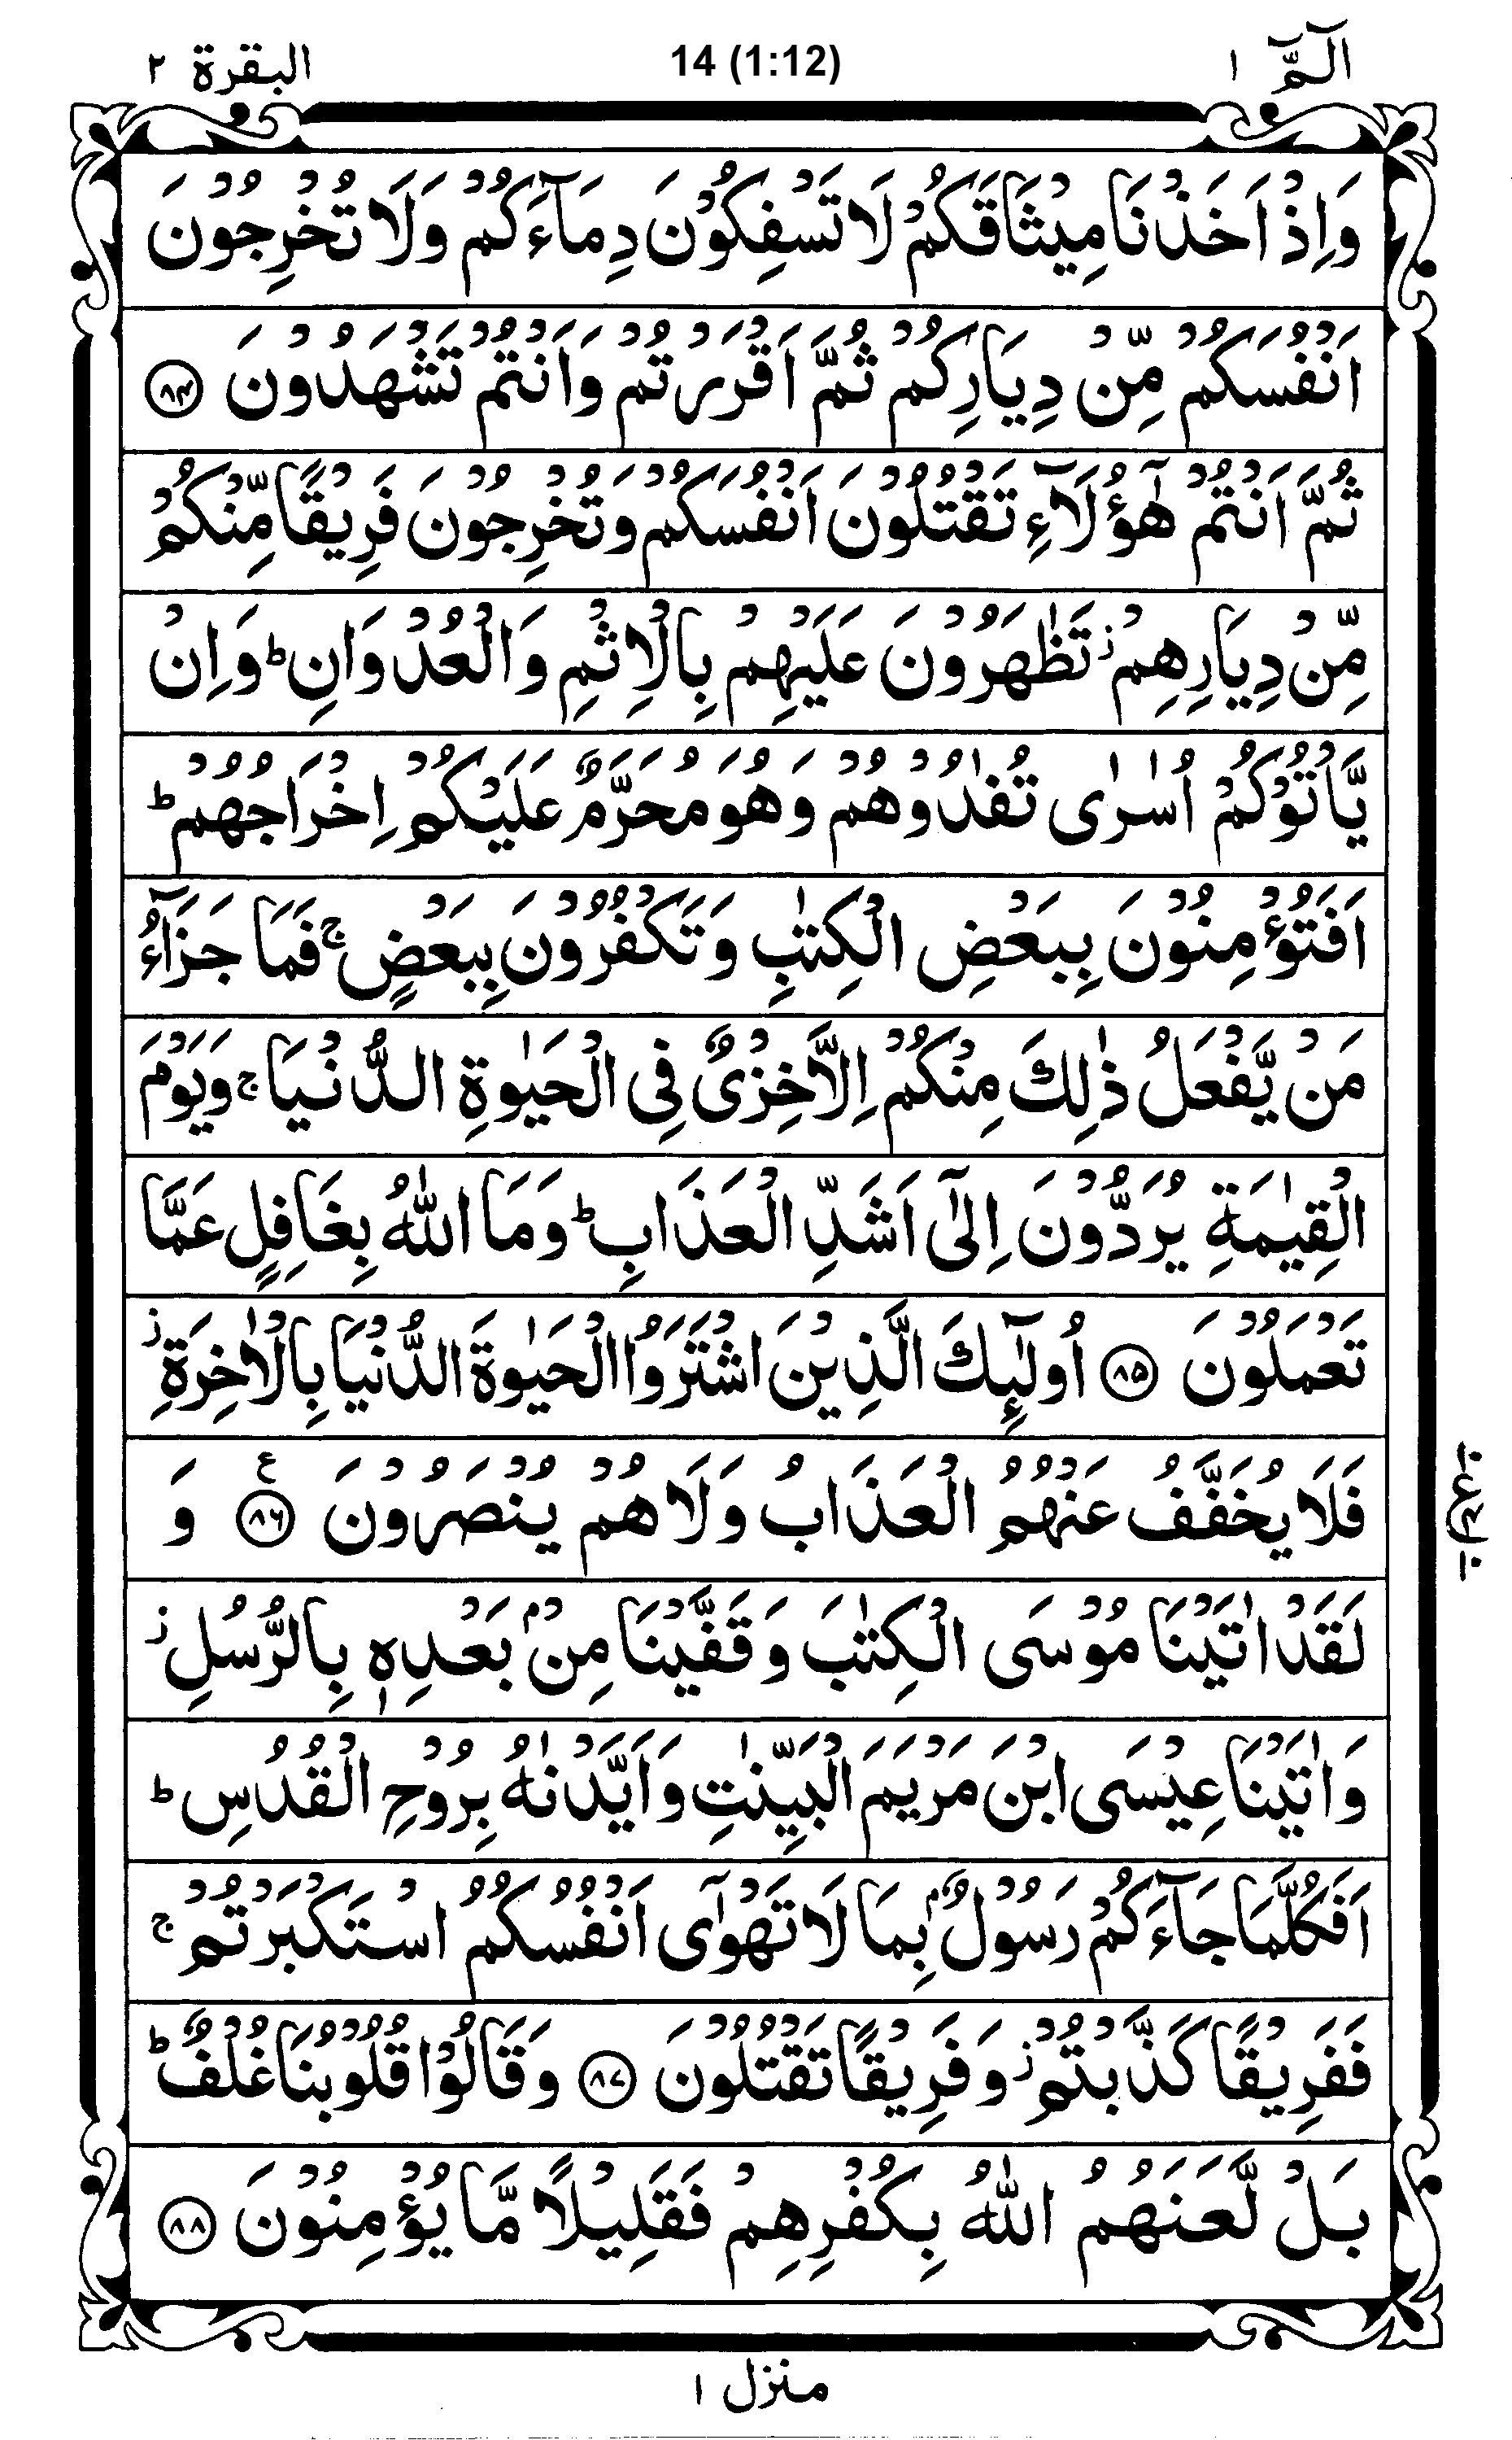 البقرة ٢
14 (1:12)
الٓمّٓ ١
وَاِذْ اَخَذْنَا مِيْثَاقَكُمْ لَا تَسْفِكُوْنَ دِمَآءَكُمْ وَلَا تُخْرِجُوْنَ
اَنْفُسَكُمْ مِّنْ دِيَارِكُمْ ثُمَّ اَقْرَرْتُمْ وَاَنْتُمْ تَشْهَدُوْنَ ۝٨٤
ثُمَّ اَنْتُمْ هٰٓؤُلَآءِ تَقْتُلُوْنَ اَنْفُسَكُمْ وَتُخْرِجُوْنَ فَرِيْقًا مِّنْكُمْ
مِّنْ دِيَارِهِمْ ز تَظٰهَرُوْنَ عَلَيْهِمْ بِالْاِثْمِ وَالْعُدْوَانِ ؕ وَاِنْ
يَّاْتُوْكُمْ اُسٰرٰى تُفٰدُوْهُمْ وَهُوَ مُحَرَّمٌ عَلَيْكُمْ اِخْرَاجُهُمْ ؕ
اَفَتُؤْمِنُوْنَ بِبَعْضِ الْكِتٰبِ وَتَكْفُرُوْنَ بِبَعْضٍ ۚ فَمَا جَزَآءُ
مَنْ يَّفْعَلُ ذٰلِكَ مِنْكُمْ اِلَّا خِزْىٌ فِى الْحَيٰوةِ الدُّنْيَا ۚ وَيَوْمَ
الْقِيٰمَةِ يُرَدُّوْنَ اِلٰٓى اَشَدِّ الْعَذَابِ ؕ وَمَا اللّٰهُ بِغَافِلٍ عَمَّا
تَعْمَلُوْنَ ۝٨٥ اُولٰٓئِكَ الَّذِيْنَ اشْتَرَوُا الْحَيٰوةَ الدُّنْيَا بِالْاٰخِرَةِ ز
فَلَا يُخَفَّفُ عَنْهُمُ الْعَذَابُ وَلَا هُمْ يُنْصَرُوْنَ ۝٨٦ ع وَ
لَقَدْ اٰتَيْنَا مُوْسَى الْكِتٰبَ وَقَفَّيْنَا مِنْۢ بَعْدِهٖ بِالرُّسُلِ ز
وَاٰتَيْنَا عِيْسَى ابْنَ مَرْيَمَ الْبَيِّنٰتِ وَاَيَّدْنٰهُ بِرُوْحِ الْقُدُسِ ؕ
اَفَكُلَّمَا جَآءَكُمْ رَسُوْلٌۢ بِمَا لَا تَهْوٰٓى اَنْفُسُكُمُ اسْتَكْبَرْتُمْ ۚ
فَفَرِيْقًا كَذَّبْتُمْ ز وَفَرِيْقًا تَقْتُلُوْنَ ۝٨٧ وَقَالُوْا قُلُوْبُنَا غُلْفٌ ؕ
بَلْ لَّعَنَهُمُ اللّٰهُ بِكُفْرِهِمْ فَقَلِيْلًا مَّا يُؤْمِنُوْنَ ۝٨٨
منزل ١